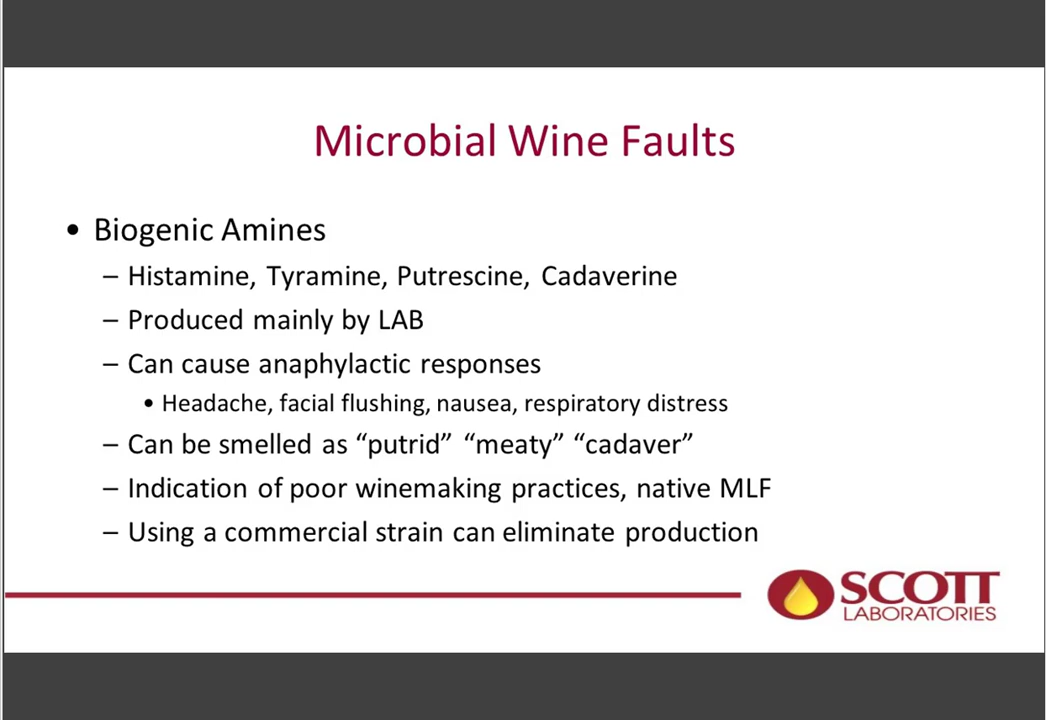 Microbial Wine Faults
• Biogenic Amines
– Histamine, Tyramine, Putrescine, Cadaverine
– Produced mainly by LAB
– Can cause anaphylactic responses
• Headache, facial flushing, nausea, respiratory distress
– Can be smelled as “putrid” “meaty” “cadaver”
– Indication of poor winemaking practices, native MLF
– Using a commercial strain can eliminate production
SCOTT
LABORATORIES